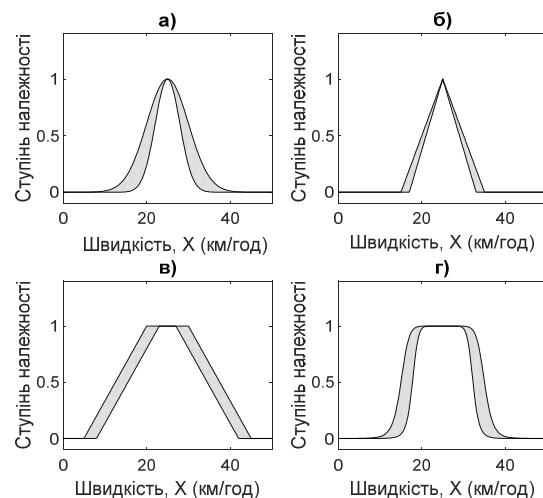 а)
Ступінь належності
1
0.5
0
0 20 40
Швидкість, X (км/год)
б)
Ступінь належності
1
0.5
0
0 20 40
Швидкість, X (км/год)
в)
Ступінь належності
1
0.5
0
0 20 40
Швидкість, X (км/год)
г)
Ступінь належності
1
0.5
0
0 20 40
Швидкість, X (км/год)